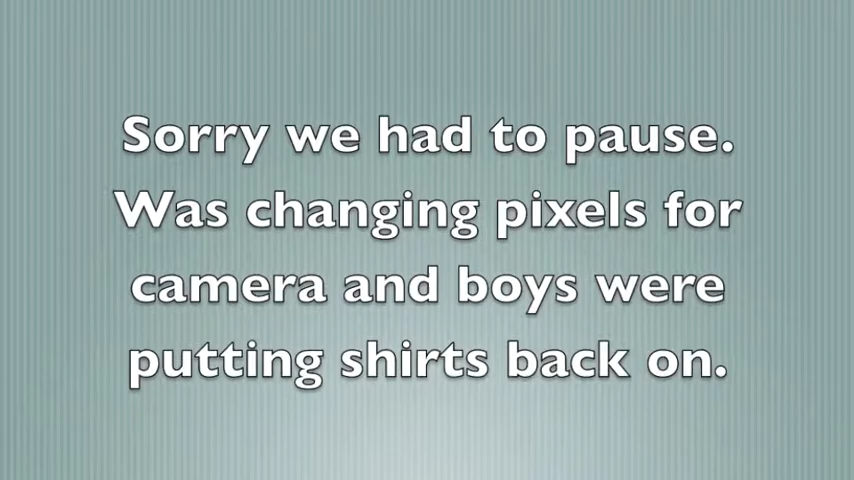 Sorry we had to pause.
Was changing pixels for
camera and boys were
putting shirts back on.